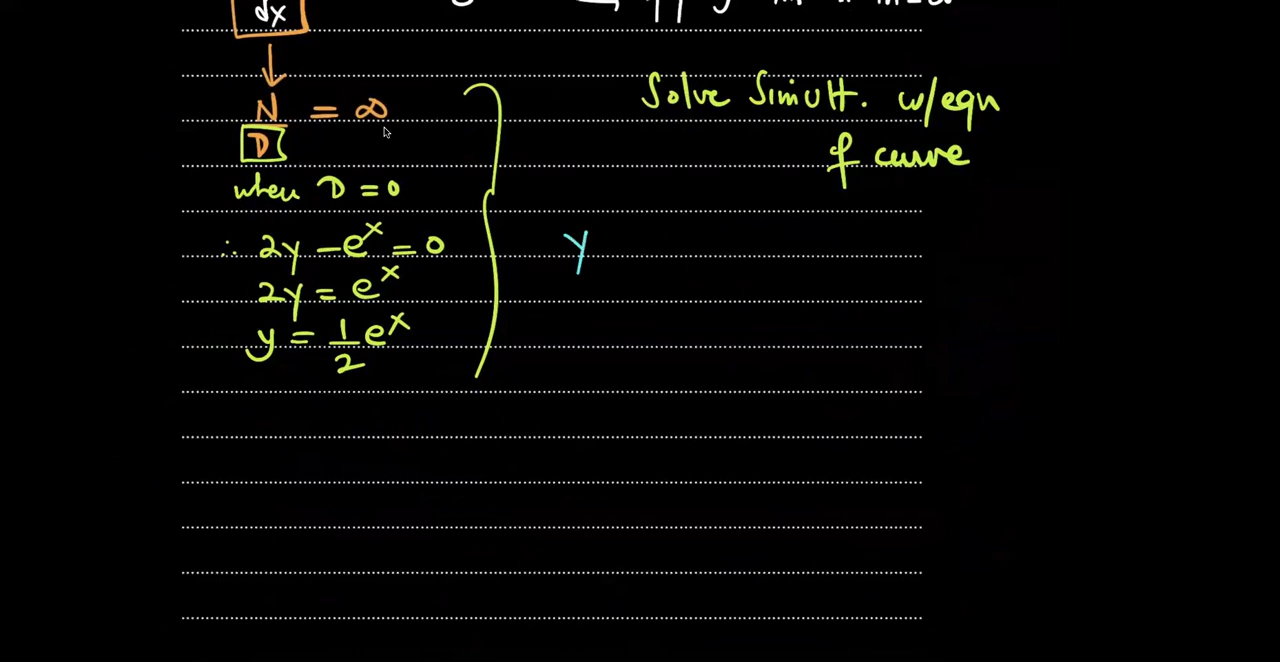 dx
N/D = ∞
when D = 0
∴ 2y - e^x = 0
2y = e^x
y = 1/2 e^x
Solve Simult. w/eqn
of curve
y